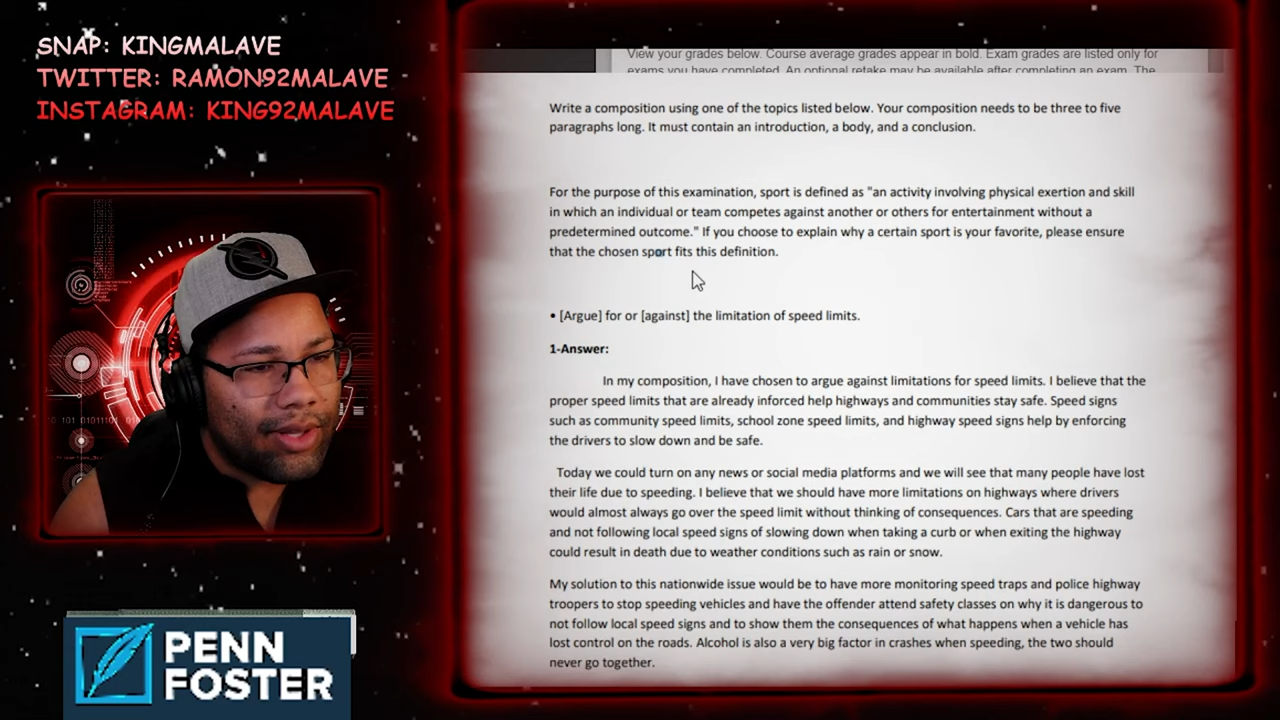 SNAP: KINGMALAVE
TWITTER: RAMON92MALAVE
INSTAGRAM: KING92MALAVE
View your grades below. Course average grades appear in bold. Exam grades are listed only for
exams you have completed. An optional retake may be available after completing an exam. The
Write a composition using one of the topics listed below. Your composition needs to be three to five
paragraphs long. It must contain an introduction, a body, and a conclusion.
For the purpose of this examination, sport is defined as "an activity involving physical exertion and skill
in which an individual or team competes against another or others for entertainment without a
predetermined outcome." If you choose to explain why a certain sport is your favorite, please ensure
that the chosen sport fits this definition.
• [Argue] for or [against] the limitation of speed limits.
1-Answer:
In my composition, I have chosen to argue against limitations for speed limits. I believe that the
proper speed limits that are already inforced help highways and communities stay safe. Speed signs
such as community speed limits, school zone speed limits, and highway speed signs help by enforcing
the drivers to slow down and be safe.
Today we could turn on any news or social media platforms and we will see that many people have lost
their life due to speeding. I believe that we should have more limitations on highways where drivers
would almost always go over the speed limit without thinking of consequences. Cars that are speeding
and not following local speed signs of slowing down when taking a curb or when exiting the highway
could result in death due to weather conditions such as rain or snow.
My solution to this nationwide issue would be to have more monitoring speed traps and police highway
troopers to stop speeding vehicles and have the offender attend safety classes on why it is dangerous to
not follow local speed signs and to show them the consequences of what happens when a vehicle has
lost control on the roads. Alcohol is also a very big factor in crashes when speeding, the two should
never go together.
PENN
FOSTER